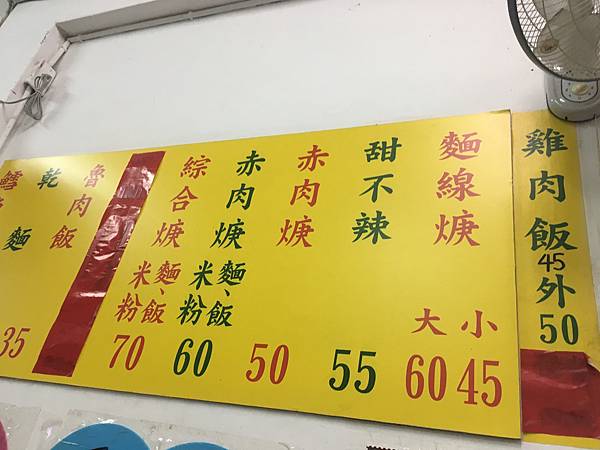 雞肉飯
45
外
50
麵線焿
大 小
60 45
甜不辣
55
赤肉焿
50
赤肉焿
麵、飯
米粉
60
綜合焿
麵、飯
米粉
70
魯肉飯
乾麵
35